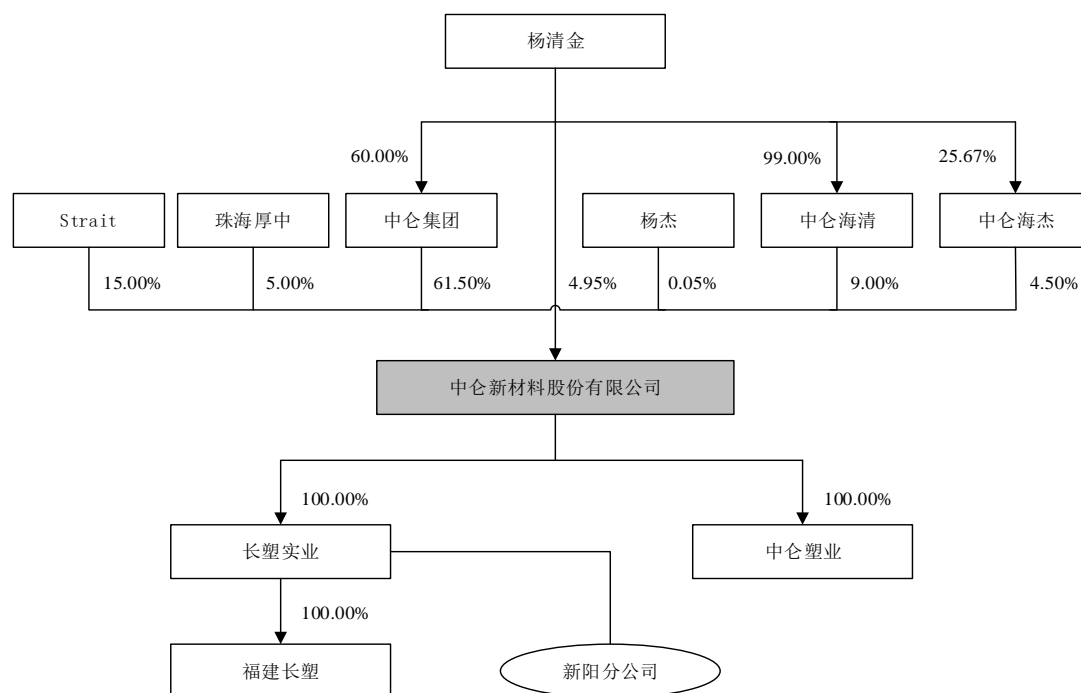 杨清金
60.00%
99.00%
25.67%
Strait
珠海厚中
中仑集团
杨杰
中仑海清
中仑海杰
15.00%
5.00%
61.50%
4.95%
0.05%
9.00%
4.50%
中仑新材料股份有限公司
100.00%
100.00%
长塑实业
中仑塑业
100.00%
福建长塑
新阳分公司